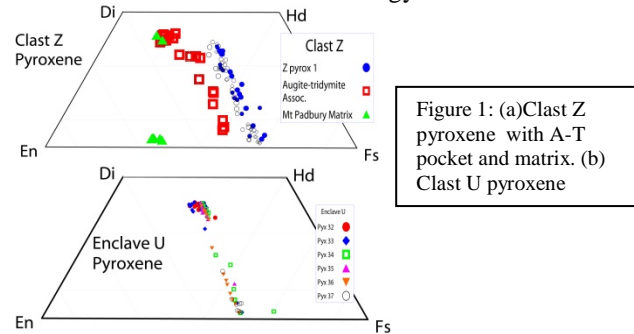 Di
Hd
Clast Z
Pyroxene
Clast Z
Z pyrox 1
Augite-tridymite
Assoc.
Mt Padbury Matrix
En
Fs
Figure 1: (a)Clast Z
pyroxene with A-T
pocket and matrix. (b)
Clast U pyroxene
Di
Hd
Enclave U
Pyroxene
Enclave U
Pyx 32
Pyx 33
Pyx 34
Pyx 35
Pyx 36
Pyx 37
En
Fs